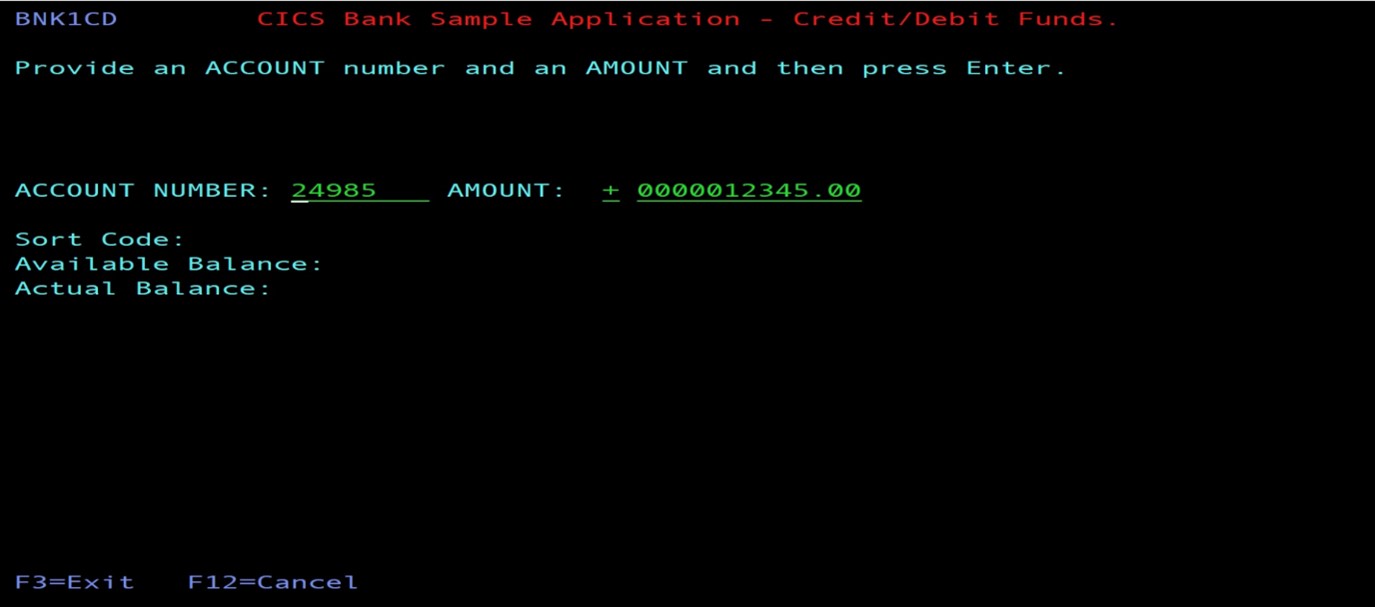 BNK1CD CICS Bank Sample Application - Credit/Debit Funds.
Provide an ACCOUNT number and an AMOUNT and then press Enter.
ACCOUNT NUMBER: 24985 AMOUNT: + 0000012345.00
Sort Code:
Available Balance:
Actual Balance:
F3=Exit F12=Cancel